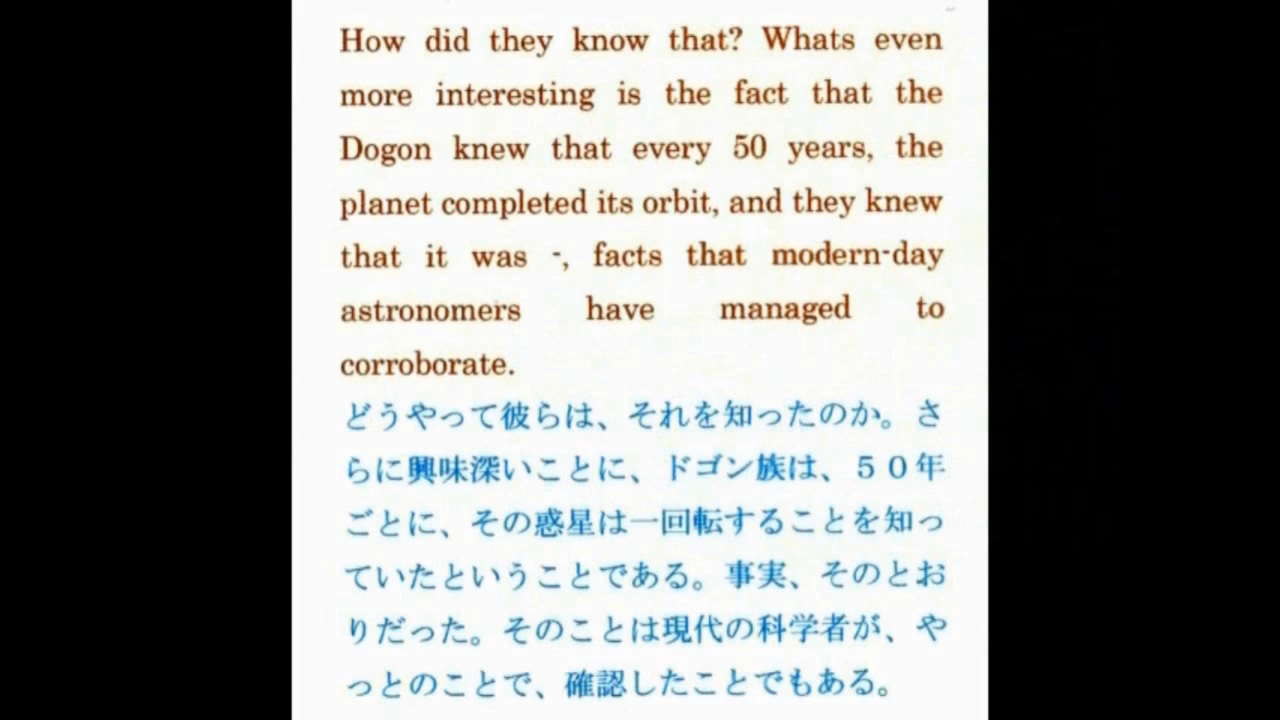 How did they know that? Whats even
more interesting is the fact that the
Dogon knew that every 50 years, the
planet completed its orbit, and they knew
that it was -, facts that modern-day
astronomers have managed to
corroborate.
どうやって彼らは、それを知ったのか。さ
らに興味深いことに、ドゴン族は、５０年
ごとに、その惑星は一回転することを知っ
ていたということである。事実、そのとお
りだった。そのことは現代の科学者が、や
っとのことで、確認したことでもある。